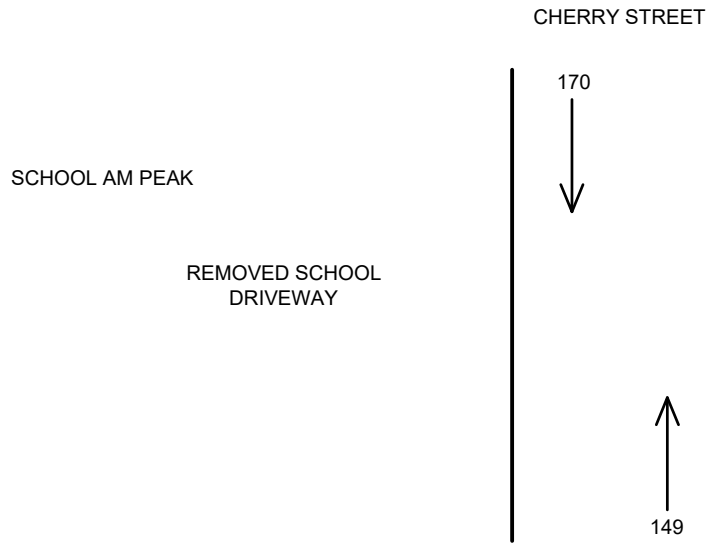 CHERRY STREET
170
SCHOOL AM PEAK
REMOVED SCHOOL
DRIVEWAY
149